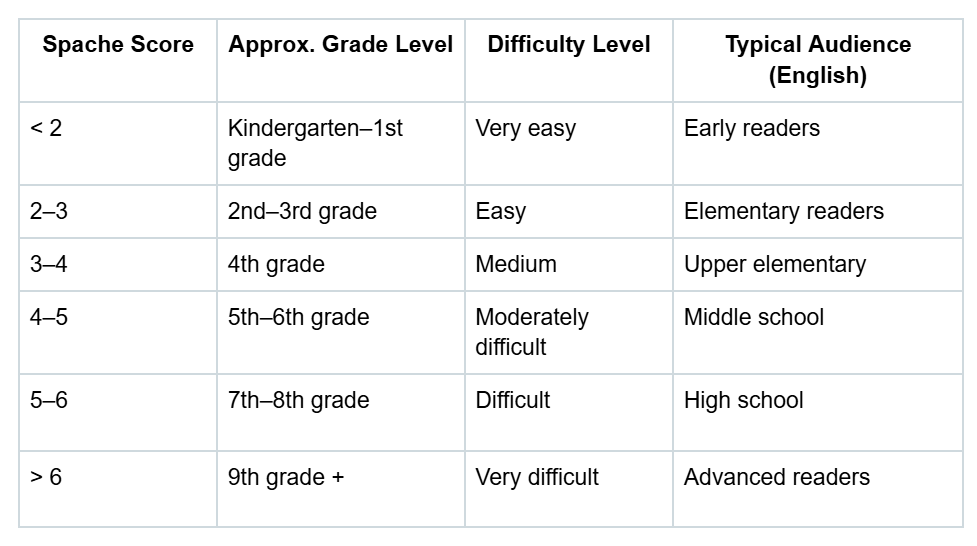 Spache Score Approx. Grade Level Difficulty Level Typical Audience
(English)
< 2 Kindergarten–1st Very easy Early readers
grade
2–3 2nd–3rd grade Easy Elementary readers
3–4 4th grade Medium Upper elementary
4–5 5th–6th grade Moderately Middle school
difficult
5–6 7th–8th grade Difficult High school
> 6 9th grade + Very difficult Advanced readers